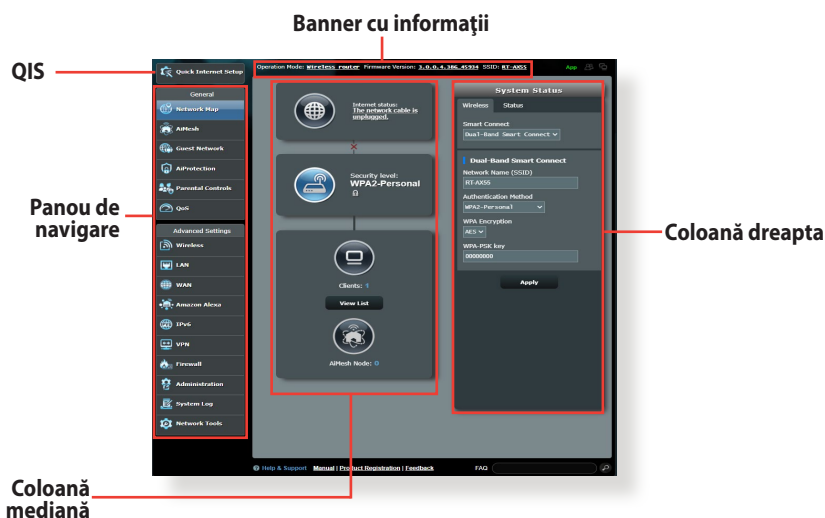 Banner cu informaţii
QIS
Quick Internet Setup
Operation Mode: Wireless router Firmware Version: 3.0.0.4.386_45934 SSID: RT-AX55
App
General
Network Map
AiMesh
Guest Network
AiProtection
Parental Controls
QoS
Panou de
navigare
Advanced Settings
Wireless
LAN
WAN
Amazon Alexa
IPv6
VPN
Firewall
Administration
System Log
Network Tools
Internet status:
The network cable is
unplugged.
Security level:
WPA2-Personal
Clients: 1
View List
AiMesh Node: 0
System Status
Wireless Status
Smart Connect
Dual-Band Smart Connect
Dual-Band Smart Connect
Network Name (SSID)
RT-AX55
Authentication Method
WPA2-Personal
WPA Encryption
AES
WPA-PSK key
00000000
Apply
Coloană dreapta
Help & Support Manual | Product Registration | Feedback FAQ
Coloană
mediană